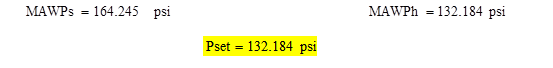 MAWPs = 164.245 psi MAWPh = 132.184 psi
Pset = 132.184 psi